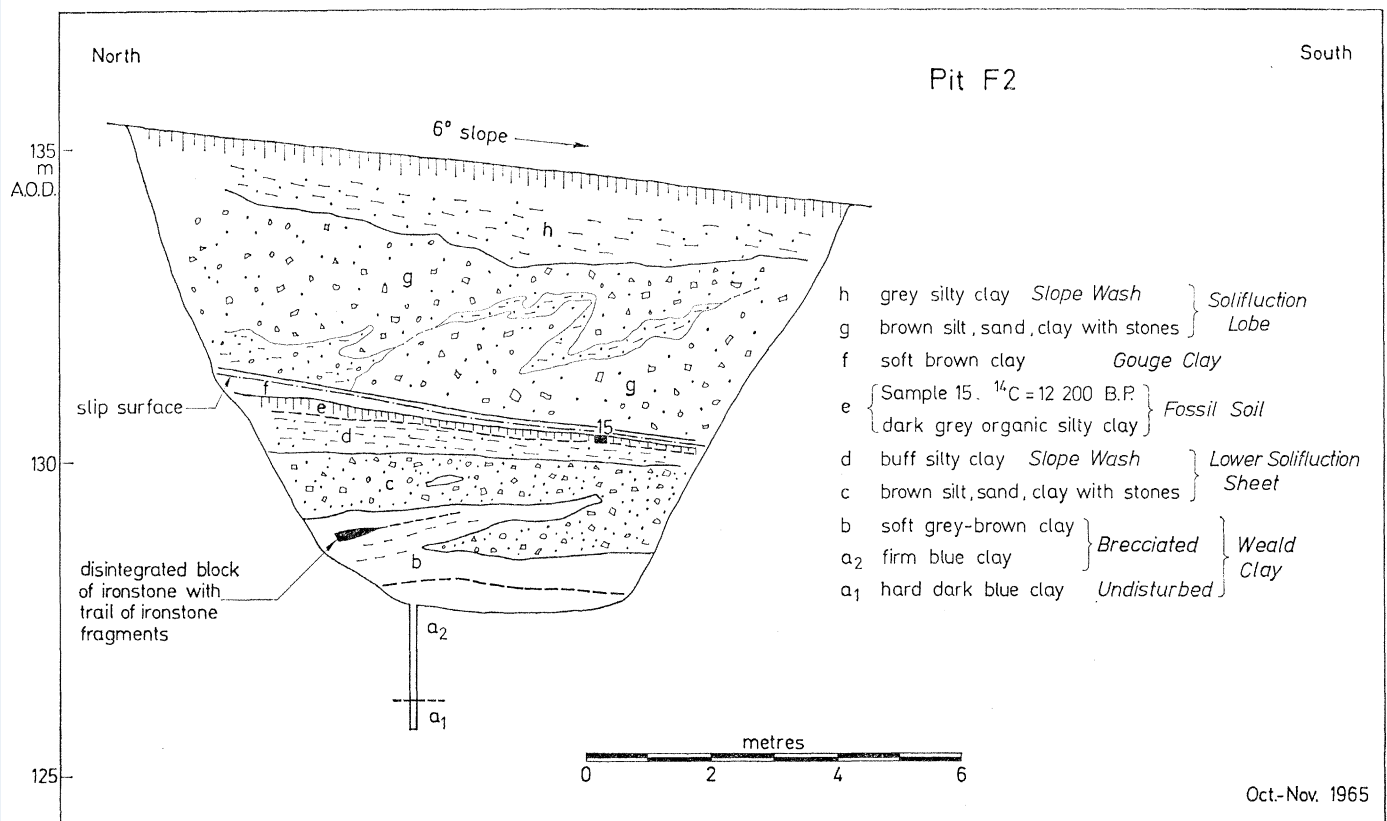 North
South
Pit F2
6° slope
135
m
A.O.D.
h
g
g
f
slip surface
e
15
d
130
c
b
disintegrated block
of ironstone with
trail of ironstone
fragments
a2
a1
125
h grey silty clay Slope Wash
g brown silt, sand, clay with stones
Solifluction
Lobe
f soft brown clay Gouge Clay
e
Sample 15. ¹⁴C = 12 200 B.P.
dark grey organic silty clay
Fossil Soil
d buff silty clay Slope Wash
c brown silt, sand, clay with stones
Lower Solifluction
Sheet
b soft grey-brown clay
a2 firm blue clay
Brecciated
a1 hard dark blue clay Undisturbed
Weald
Clay
metres
0 2 4 6
Oct.-Nov. 1965